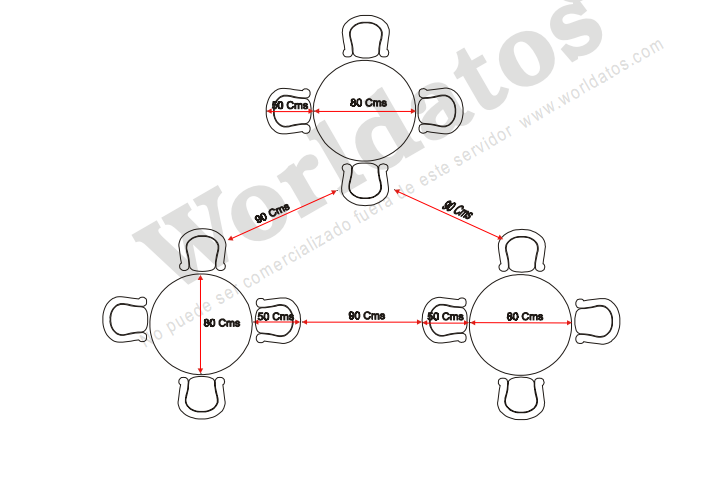 Worldatos
No puede ser comercializado fuera de este servidor www.worldatos.com
50 Cms
80 Cms
90 Cms
90 Cms
80 Cms
50 Cms
90 Cms
50 Cms
60 Cms